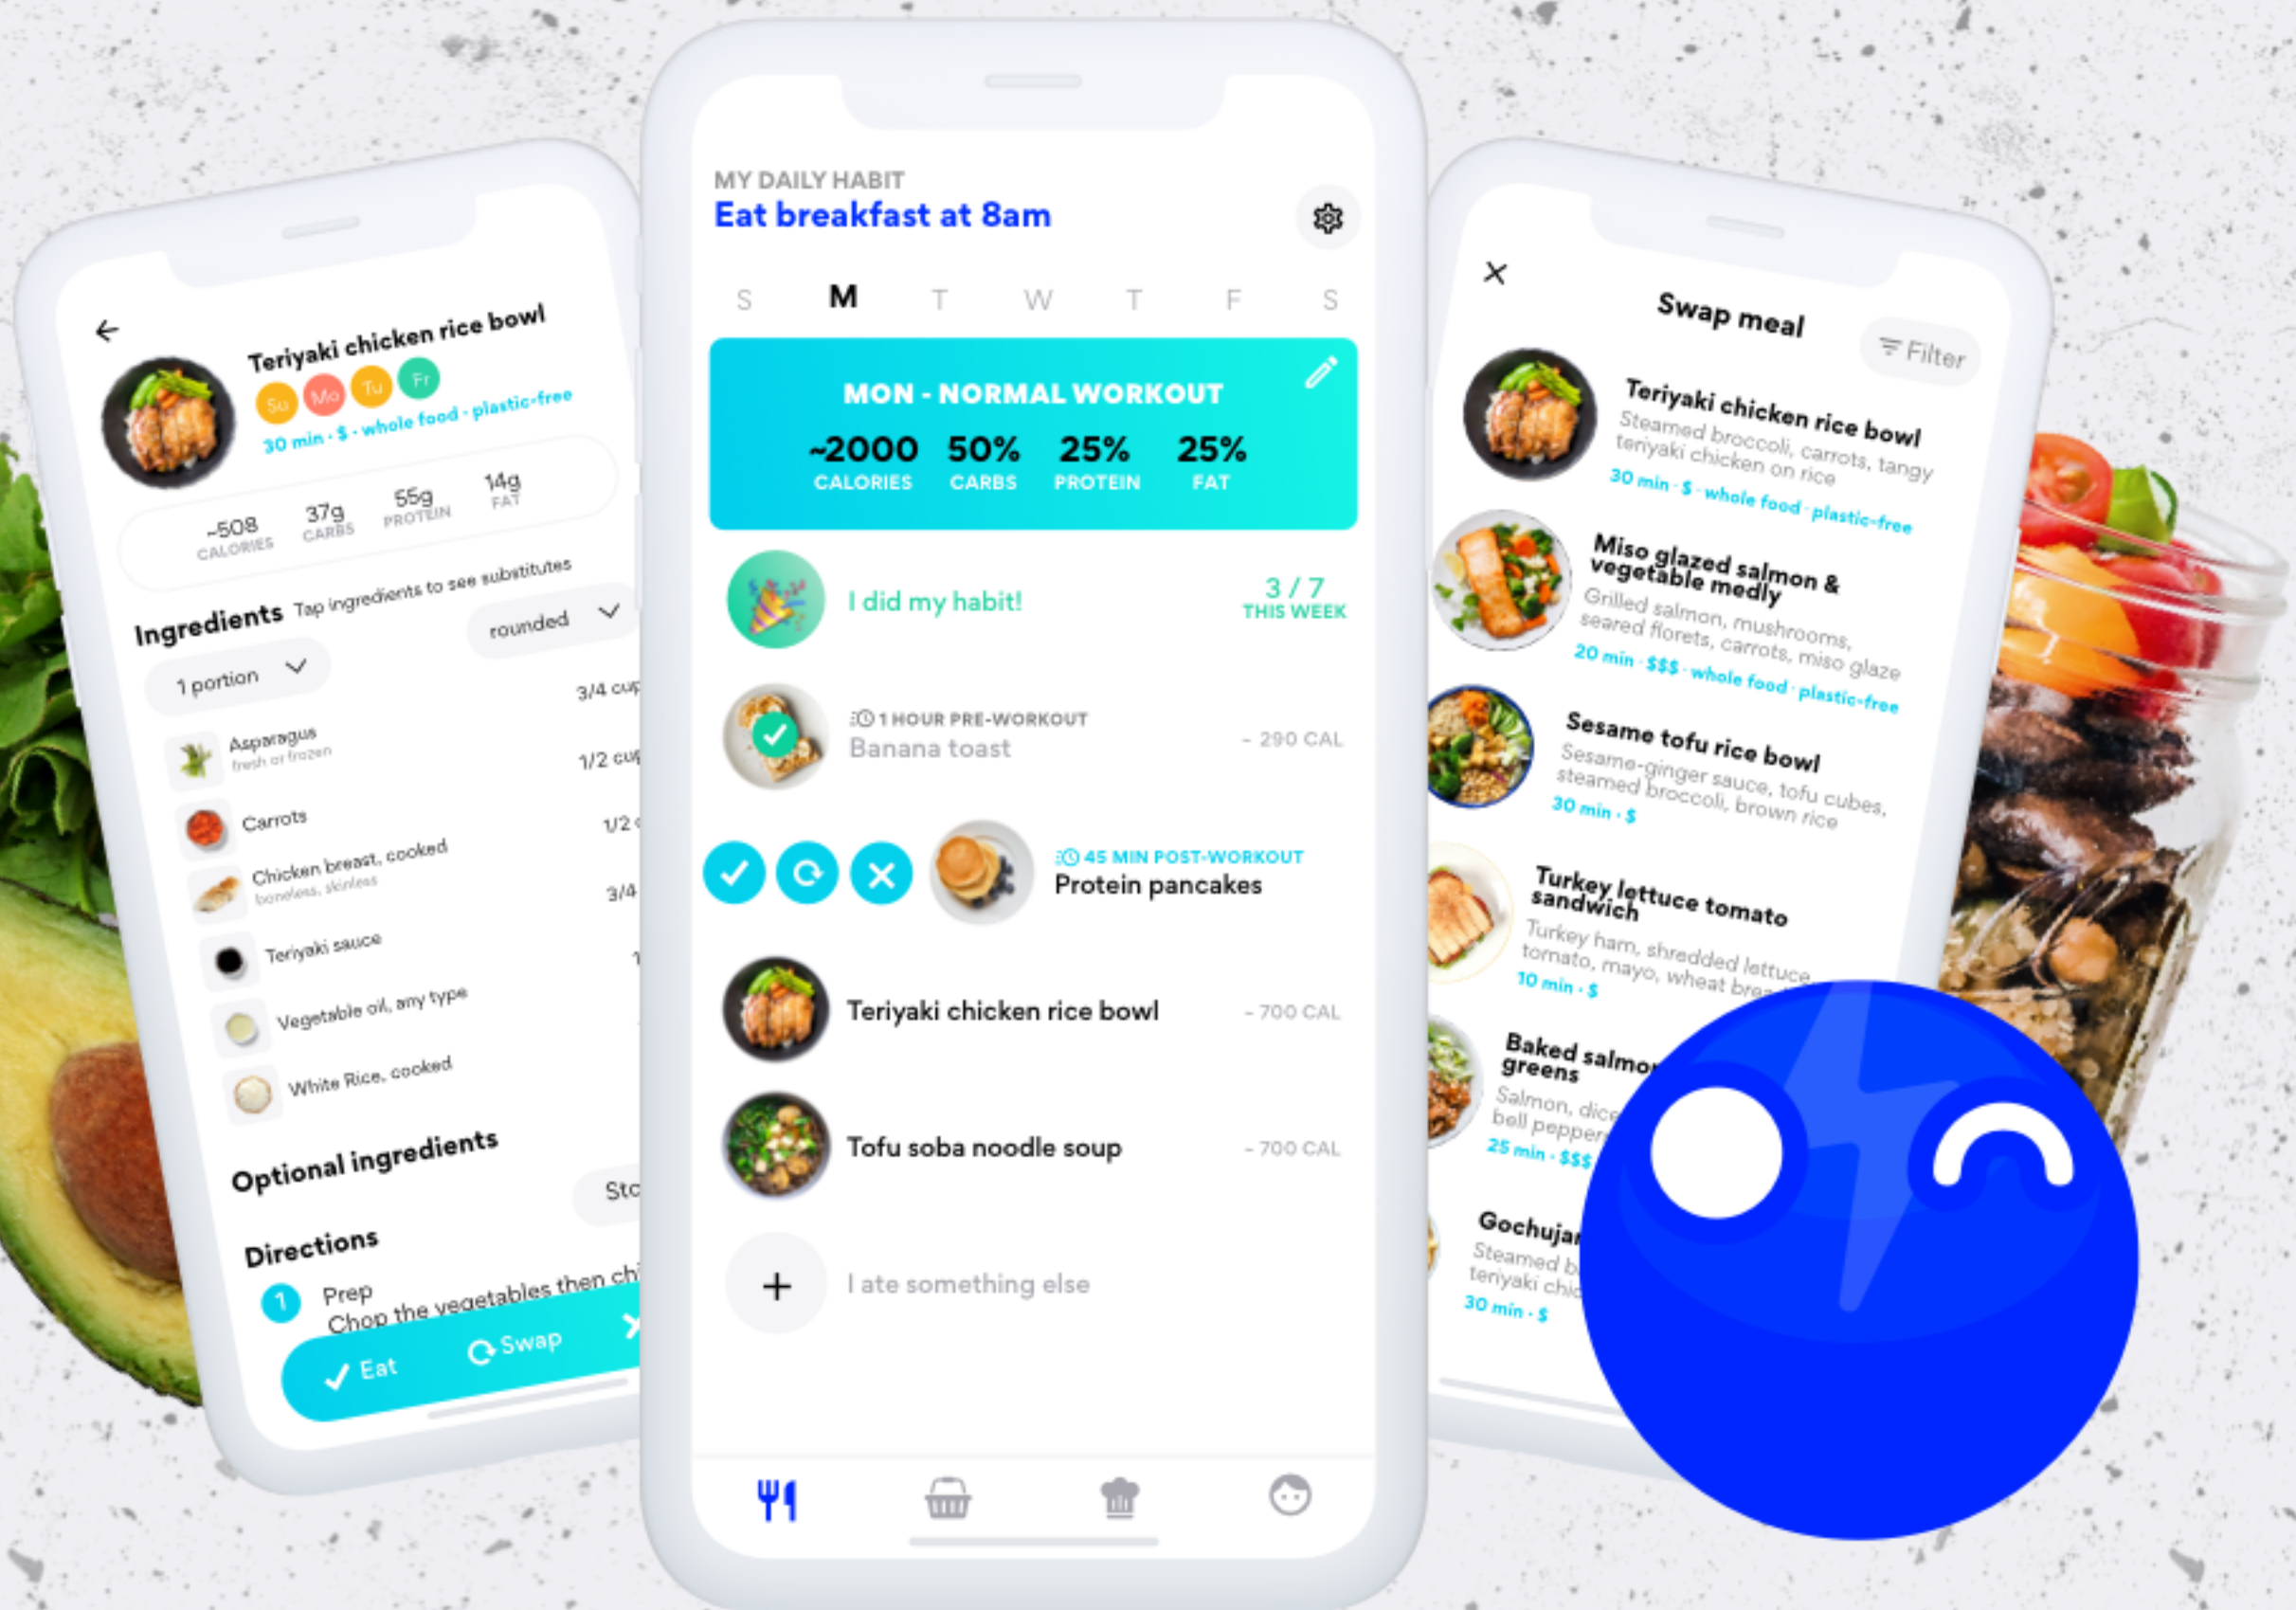 Teriyaki chicken rice bowl
Su Mo Tu Fr
30 min · $ · whole food · plastic-free
~508 37g 55g 14g
CALORIES CARBS PROTEIN FAT
Ingredients Tap ingredients to see substitutes
1 portion rounded
Asparagus 3/4 cup
fresh or frozen
Carrots 1/2 cup
Chicken breast, cooked 1/2
boneless, skinless
Teriyaki sauce 3/4
Vegetable oil, any type 1
White Rice, cooked
Optional ingredients
Directions
1 Prep
Chop the vegetables then
Eat Swap
MY DAILY HABIT
Eat breakfast at 8am
S M T W T F S
MON - NORMAL WORKOUT
~2000 50% 25% 25%
CALORIES CARBS PROTEIN FAT
I did my habit!
3 / 7
THIS WEEK
1 HOUR PRE-WORKOUT
Banana toast
~ 290 CAL
45 MIN POST-WORKOUT
Protein pancakes
Teriyaki chicken rice bowl ~ 700 CAL
Tofu soba noodle soup ~ 700 CAL
I ate something else
Swap meal
Filter
Teriyaki chicken rice bowl
Steamed broccoli, carrots, tangy
teriyaki chicken on rice
30 min · $ · whole food · plastic-free
Miso glazed salmon &
vegetable medly
Grilled salmon, mushrooms,
seared florets, carrots, miso glaze
20 min · $$$ · whole food · plastic-free
Sesame tofu rice bowl
Sesame-ginger sauce, tofu cubes,
steamed broccoli, brown rice
30 min · $
Turkey lettuce tomato
sandwich
Turkey ham, shredded lettuce
tomato, mayo, wheat
10 min · $
Baked
greens
Salmon,
bell
25 min · $$$
Steamed
teriyaki
30 min · $